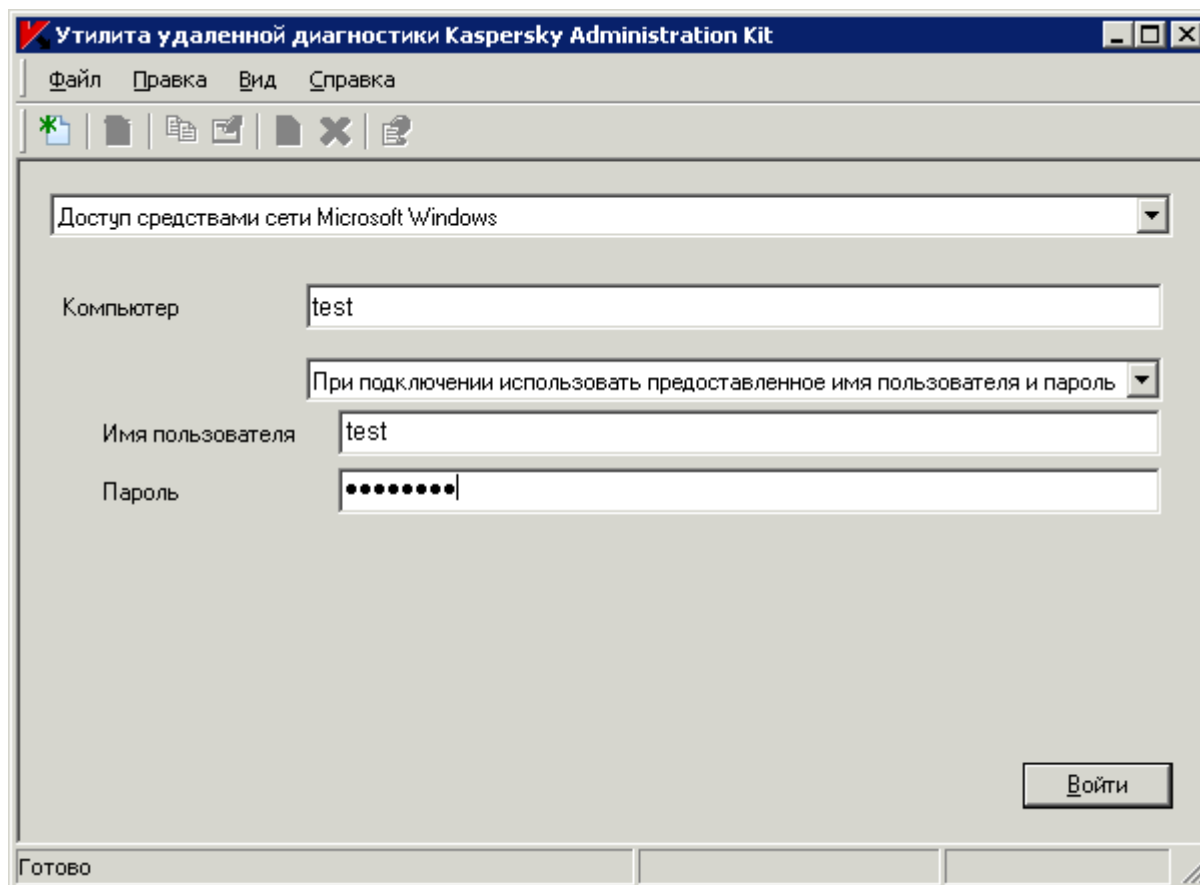 Утилита удаленной диагностики Kaspersky Administration Kit
Файл Правка Вид Справка
Доступ средствами сети Microsoft Windows
Компьютер test
При подключении использовать предоставленное имя пользователя и пароль
Имя пользователя test
Пароль ●●●●●●●●
Войти
Готово